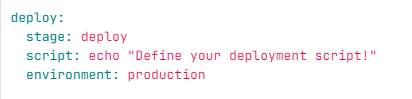 deploy:
  stage: deploy
  script: echo "Define your deployment script!"
  environment: production